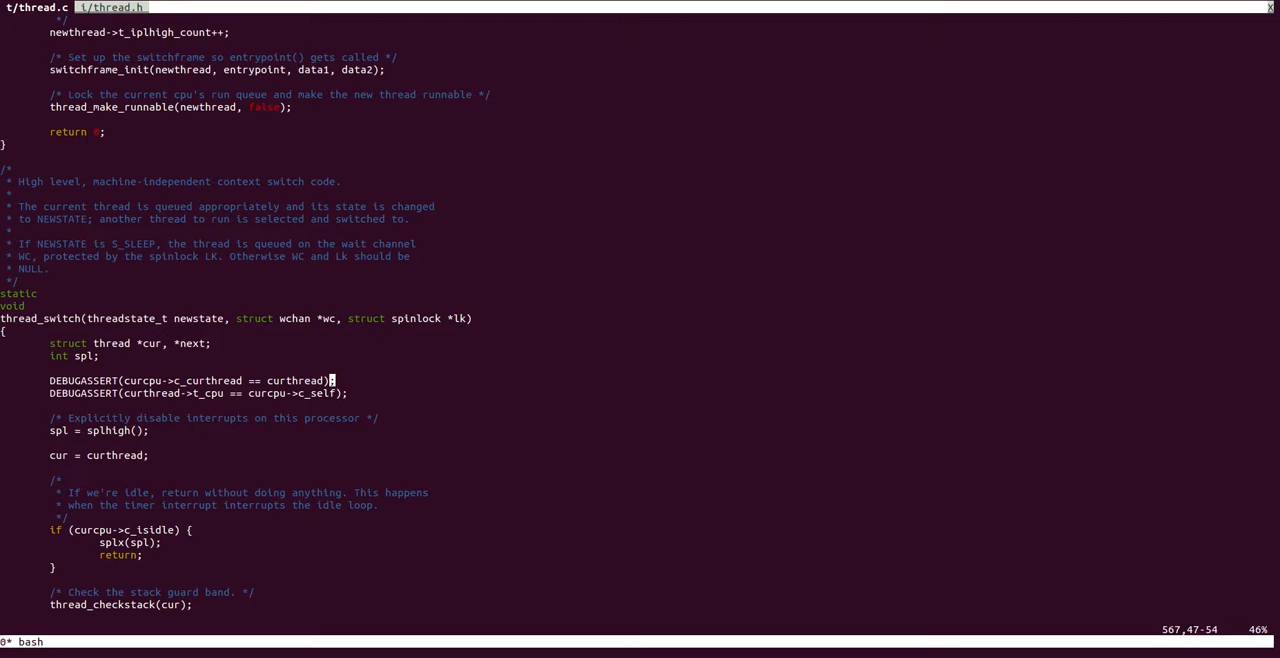 t/thread.c  i/thread.h  X
         */
        newthread->t_iplhigh_count++;

        /* Set up the switchframe so entrypoint() gets called */
        switchframe_init(newthread, entrypoint, data1, data2);

        /* Lock the current cpu's run queue and make the new thread runnable */
        thread_make_runnable(newthread, false);

        return 0;
}

/*
 * High level, machine-independent context switch code.
 *
 * The current thread is queued appropriately and its state is changed
 * to NEWSTATE; another thread to run is selected and switched to.
 *
 * If NEWSTATE is S_SLEEP, the thread is queued on the wait channel
 * WC, protected by the spinlock LK. Otherwise WC and Lk should be
 * NULL.
 */
static
void
thread_switch(threadstate_t newstate, struct wchan *wc, struct spinlock *lk)
{
        struct thread *cur, *next;
        int spl;

        DEBUGASSERT(curcpu->c_curthread == curthread);
        DEBUGASSERT(curthread->t_cpu == curcpu->c_self);

        /* Explicitly disable interrupts on this processor */
        spl = splhigh();

        cur = curthread;

        /*
         * If we're idle, return without doing anything. This happens
         * when the timer interrupt interrupts the idle loop.
         */
        if (curcpu->c_isidle) {
                splx(spl);
                return;
        }

        /* Check the stack guard band. */
        thread_checkstack(cur);

567,47-54     46%
0* bash